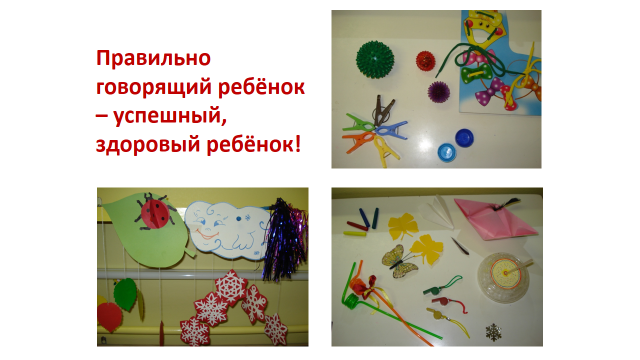 Правильно
говорящий ребёнок
– успешный,
здоровый ребёнок!